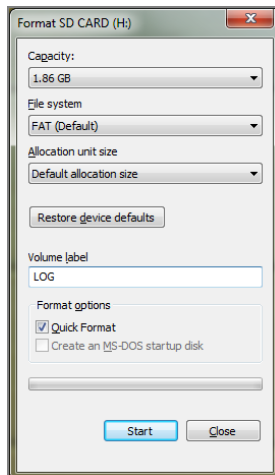 Format SD CARD (H:)
Capacity:
1.86 GB
File system
FAT (Default)
Allocation unit size
Default allocation size
Restore device defaults
Volume label
LOG
Format options
Quick Format
Create an MS-DOS startup disk
Start Close